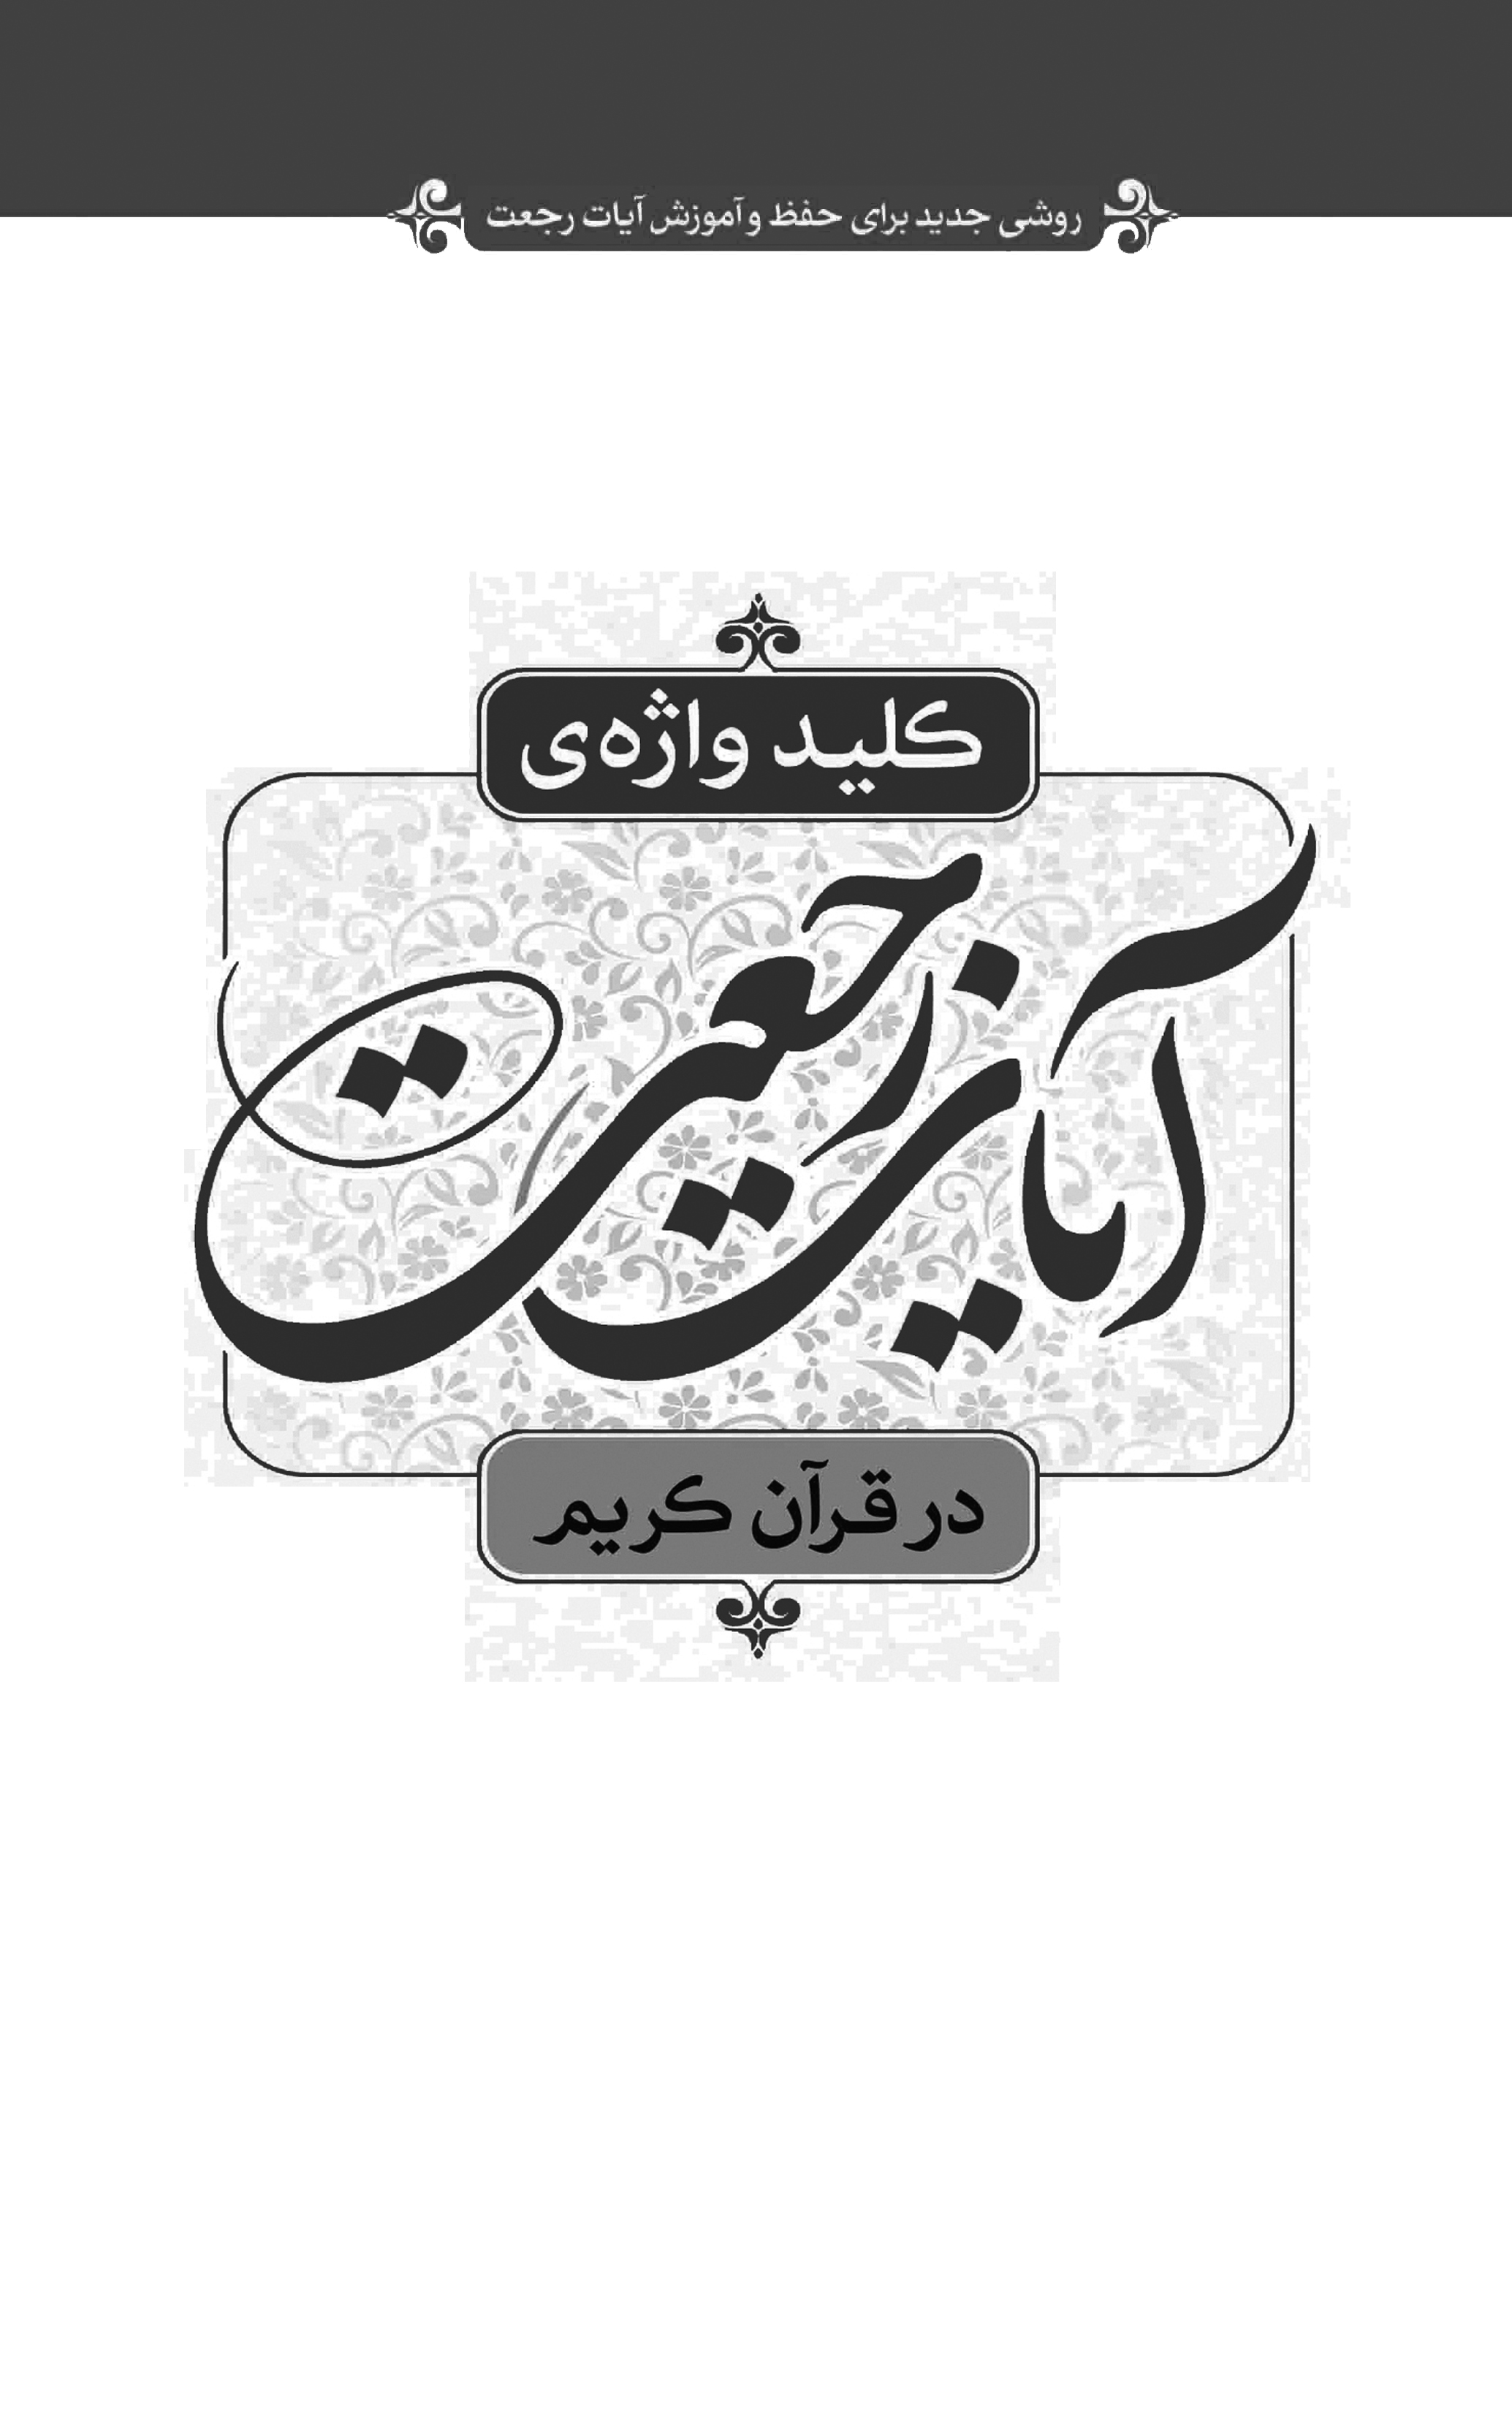 روشی جدید برای حفظ و آموزش آیات رجعت
کلید واژه‌ی
آیات رجعت
در قرآن کریم